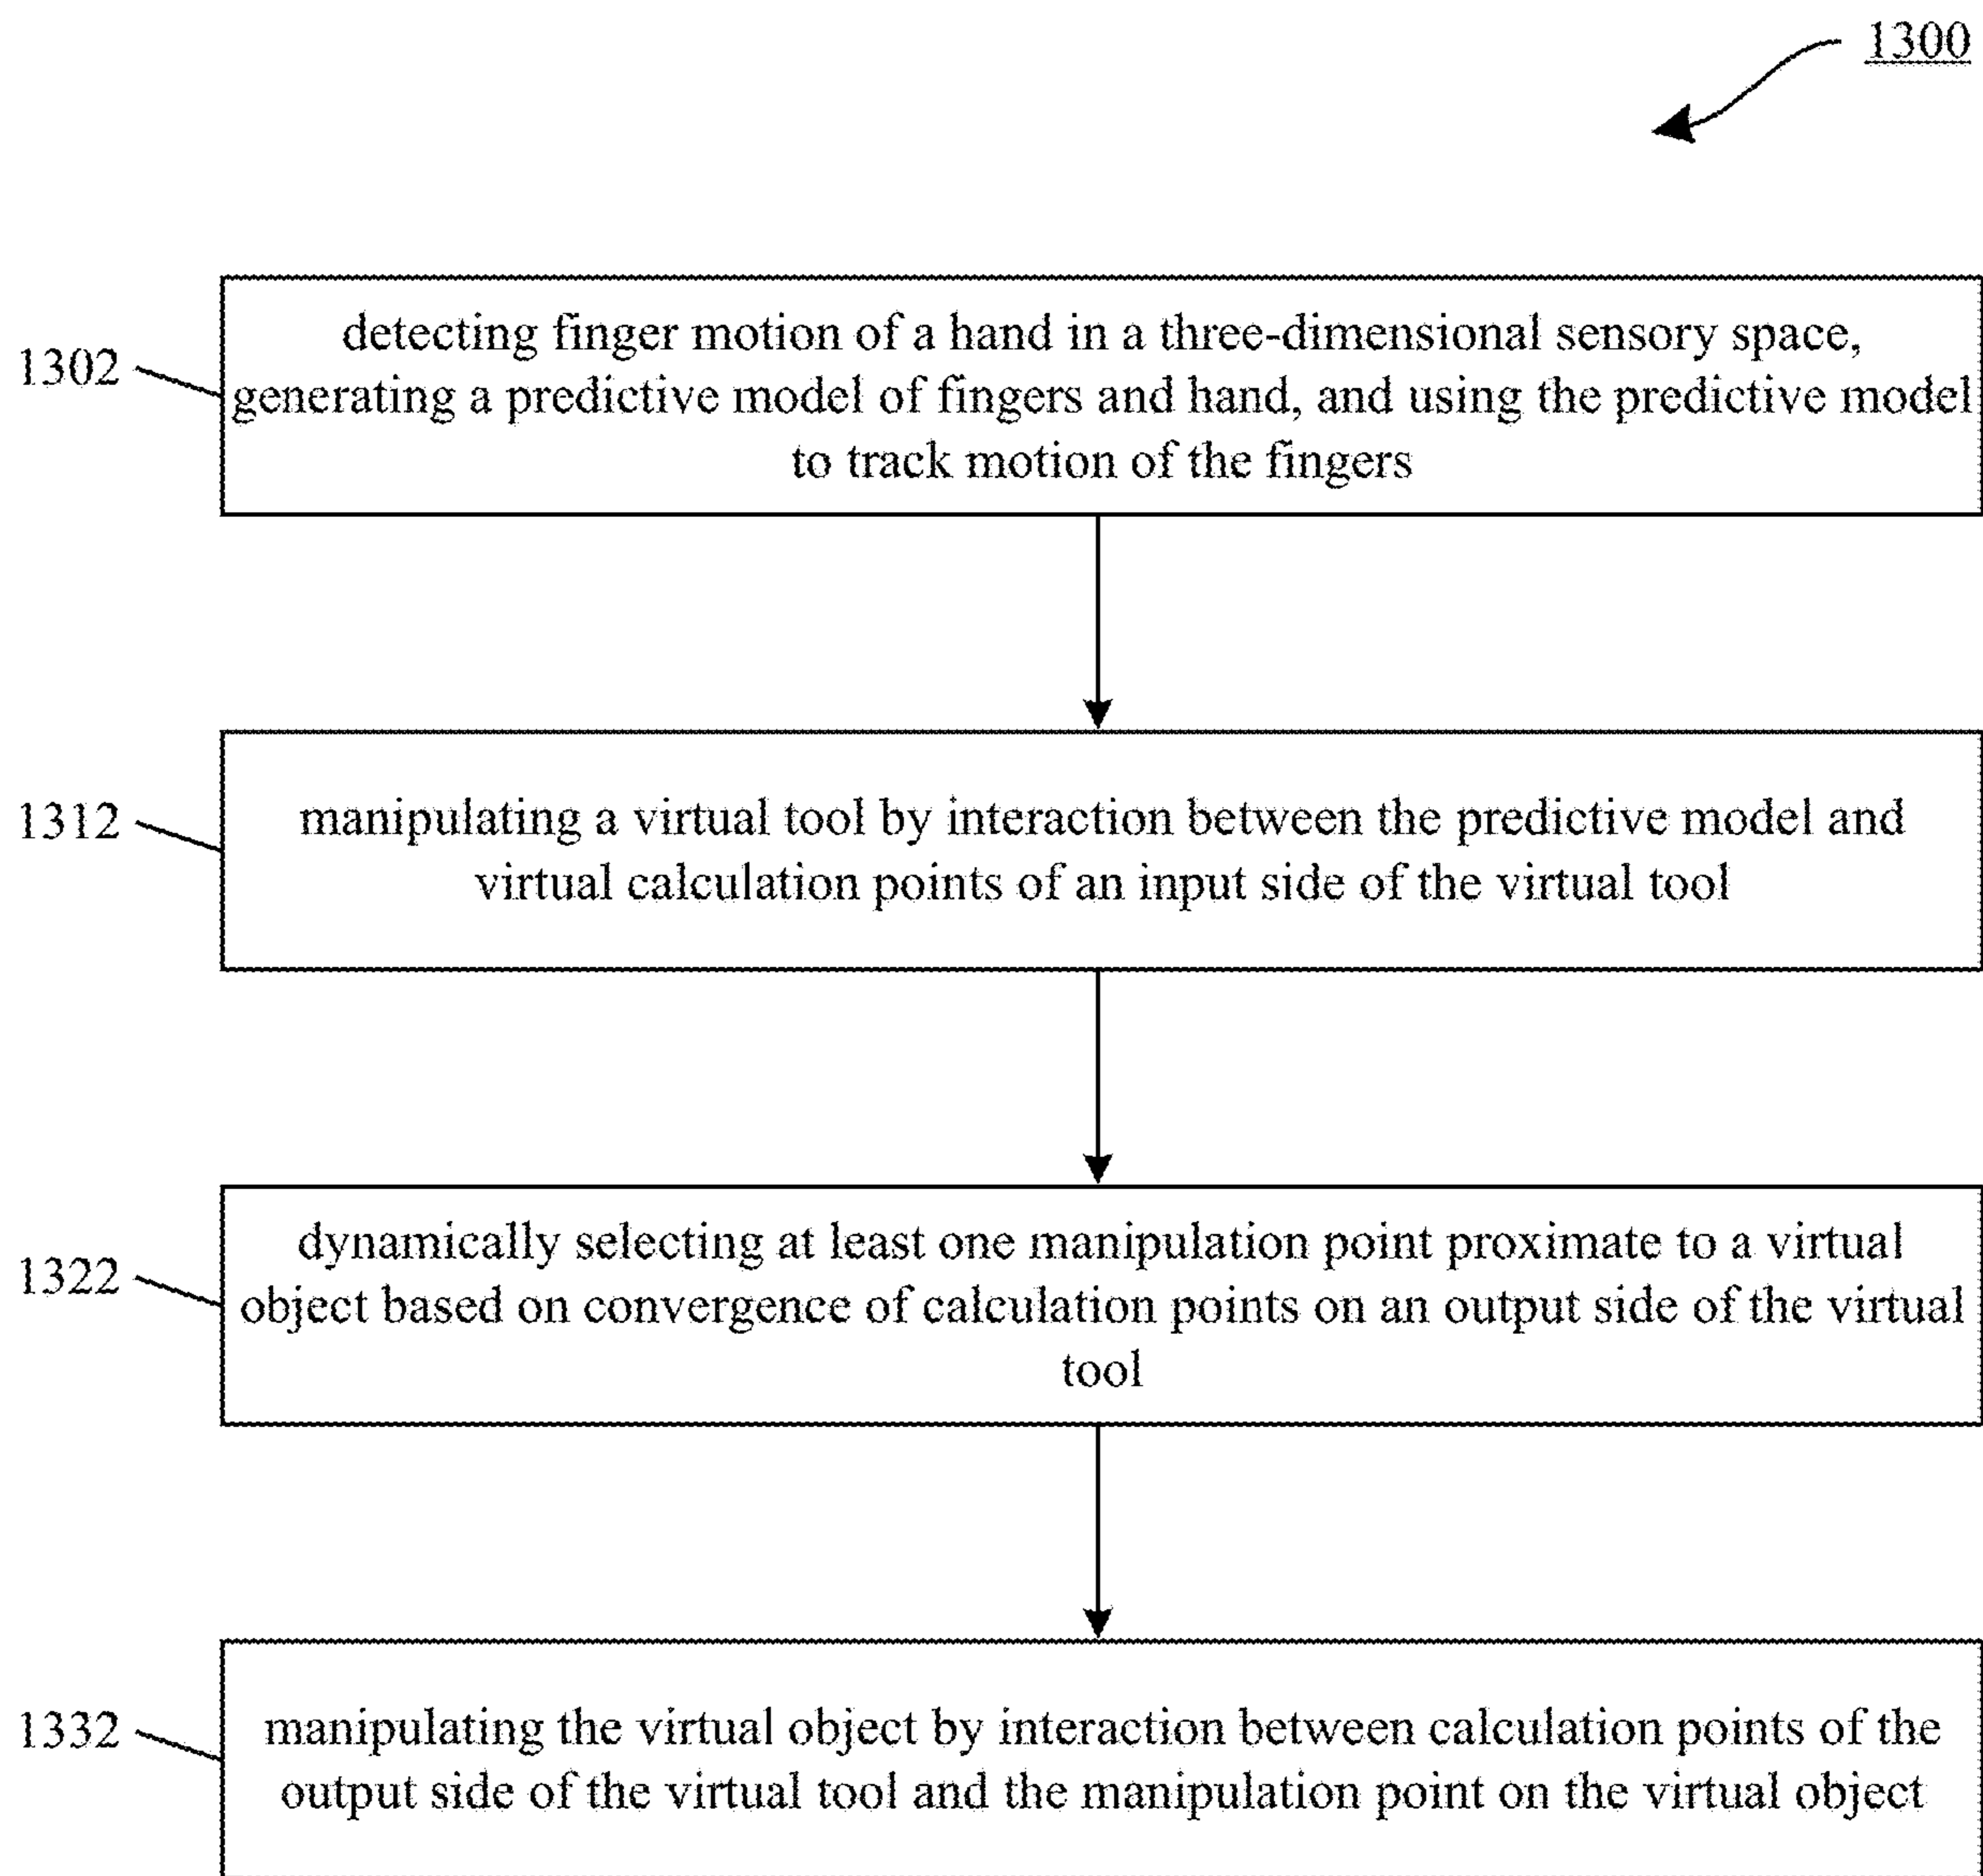 1300
1302
detecting finger motion of a hand in a three-dimensional sensory space,
generating a predictive model of fingers and hand, and using the predictive model
to track motion of the fingers
1312
manipulating a virtual tool by interaction between the predictive model and
virtual calculation points of an input side of the virtual tool
1322
dynamically selecting at least one manipulation point proximate to a virtual
object based on convergence of calculation points on an output side of the virtual
tool
1332
manipulating the virtual object by interaction between calculation points of the
output side of the virtual tool and the manipulation point on the virtual object